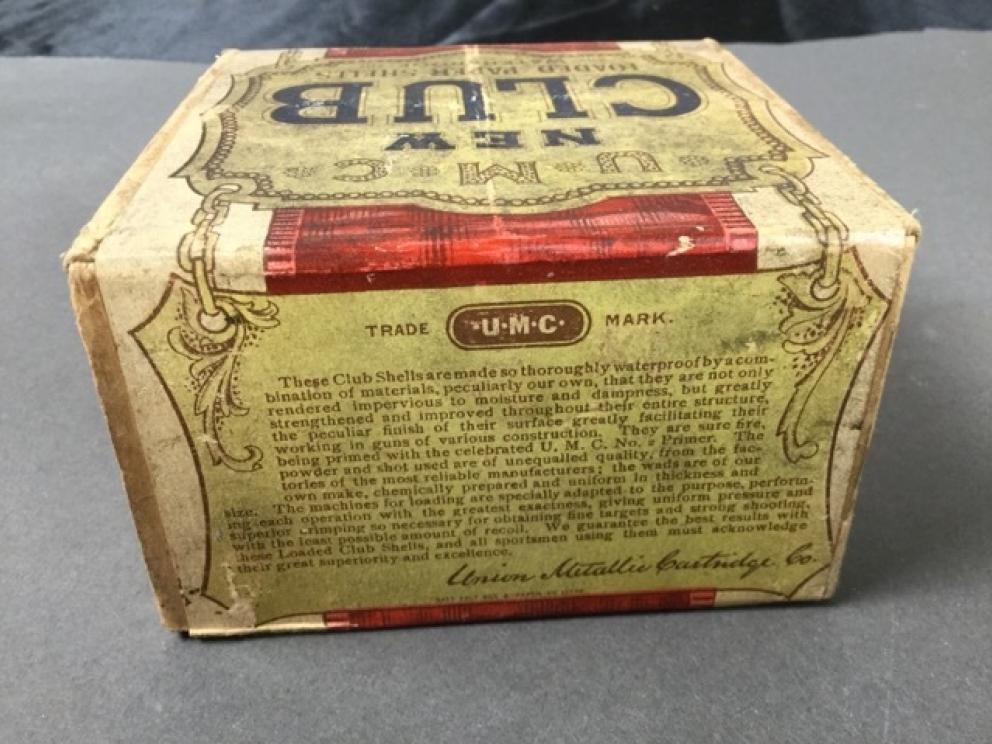 LOADED PAPER SHELLS
CLUB
NEW
U.M.C.
TRADE U·M·C· MARK.
These Club Shells are made so thoroughly waterproof by a com-
bination of materials, peculiarly our own, that they are not only
rendered impervious to moisture and dampness, but greatly
strengthened and improved throughout their entire structure,
the peculiar finish of their surface greatly facilitating their
working in guns of various construction. They are sure fire,
being primed with the celebrated U. M. C. No. 2 Primer. The
powder and shot used are of unequalled quality, from the fac-
tories of the most reliable manufacturers; the wads are of our
own make, chemically prepared and uniform in thickness and
size. The machines for loading are specially adapted to the purpose, perform-
ing each operation with the greatest exactness, giving uniform pressure and
superior crimping so necessary for obtaining fine targets and strong shooting,
with the least possible amount of recoil. We guarantee the best results with
these Loaded Club Shells, and all sportsmen using them must acknowledge
their great superiority and excellence.
Union Metallic Cartridge Co.